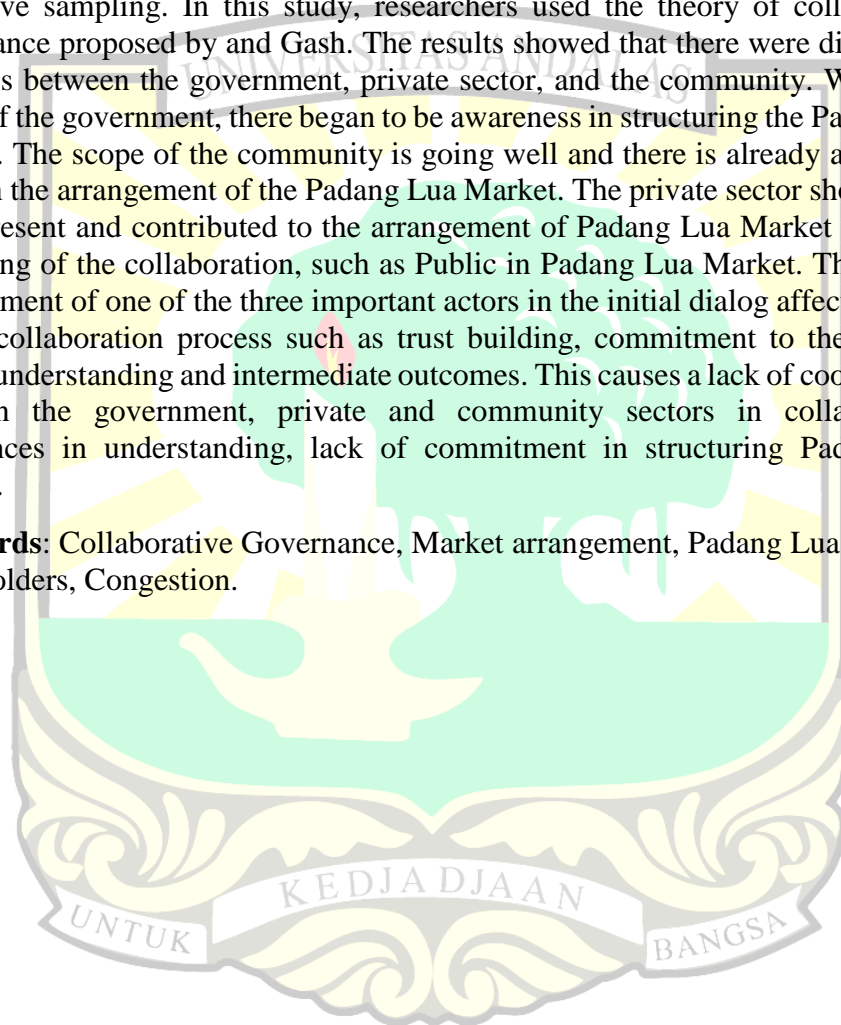 ve sampling. In this study, researchers used the theory of coll
ance proposed by and Gash. The results showed that there were di
s between the government, private sector, and the community. W
f the government, there began to be awareness in structuring the Pa
. The scope of the community is going well and there is already a
n the arrangement of the Padang Lua Market. The private sector sho
resent and contributed to the arrangement of Padang Lua Market
ng of the collaboration, such as Public in Padang Lua Market. Th
ment of one of the three important actors in the initial dialog affec
collaboration process such as trust building, commitment to the
understanding and intermediate outcomes. This causes a lack of coo
n the government, private and community sectors in colla
nces in understanding, lack of commitment in structuring Pad
.
rds: Collaborative Governance, Market arrangement, Padang Lua
olders, Congestion.
UNIVERSITAS ANDALAS
KEDJADJAAN
UNTUK
BANGSA